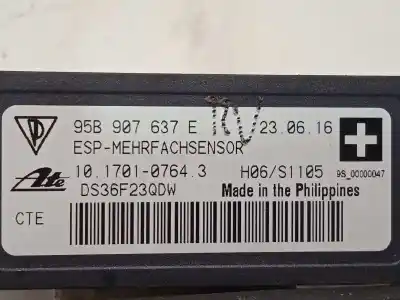 95B 907 637 E 23.06.16
ESP-MEHRFACHSENSOR
Ate 10.1701-0764.3 H06/S1105 9S_00000047
DS36F23QDW Made in the Philippines
CTE